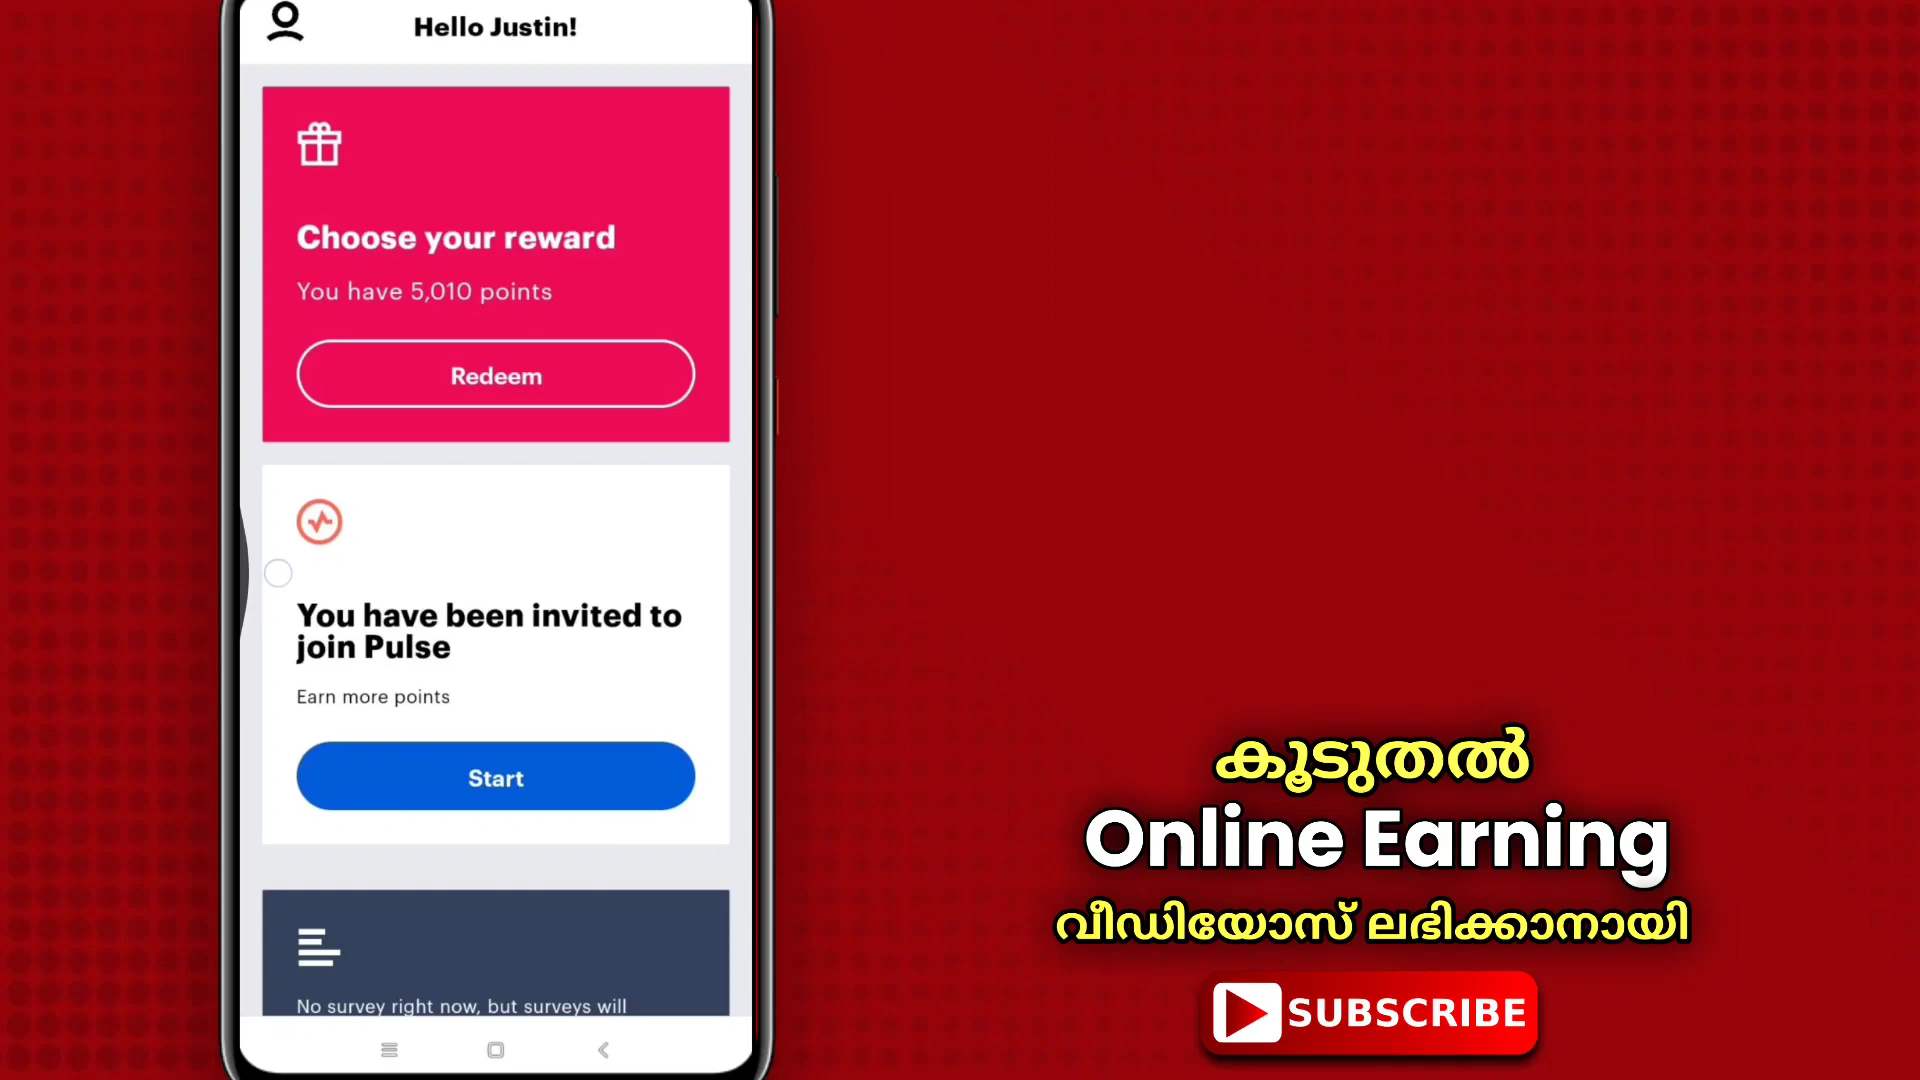 Hello Justin!
Choose your reward
You have 5,010 points
Redeem
You have been invited to
join Pulse
Earn more points
Start
No survey right now, but surveys will
കൂടുതൽ
Online Earning
വീഡിയോസ് ലഭിക്കാനായി
SUBSCRIBE